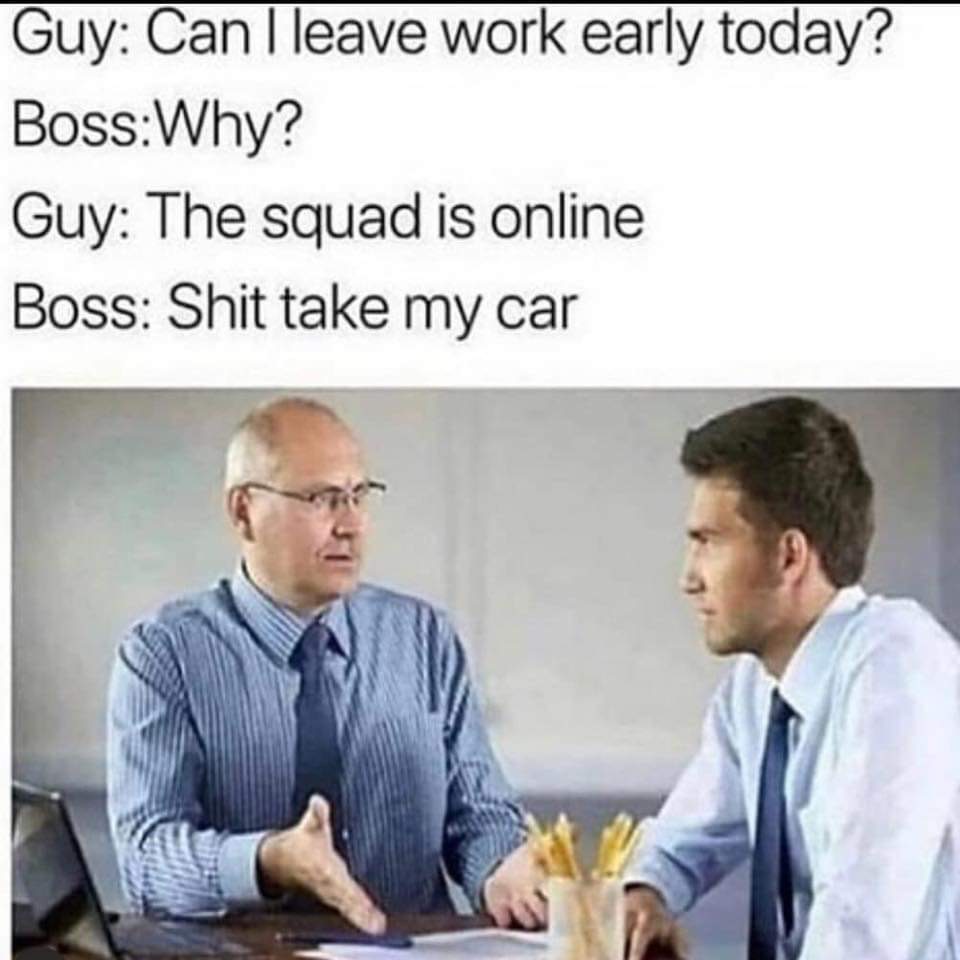 Guy: Can I leave work early today?
Boss:Why?
Guy: The squad is online
Boss: Shit take my car